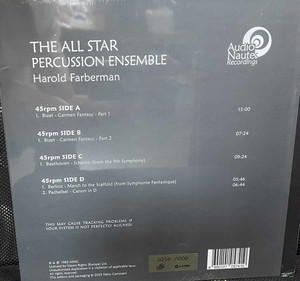 THE ALL STAR
PERCUSSION ENSEMBLE
Harold Farberman
Audio
Nautes
Recordings
45rpm SIDE A
1. Bizet - Carmen Fantasy - Part 1 13:00
45rpm SIDE B
1. Bizet - Carmen Fantasy - Part 2 07:24
45rpm SIDE C
1. Beethoven - Scherzo (from the 9th Symphony) 09:24
45rpm SIDE D
1. Berlioz - March to the Scaffold (from Symphonie Fantastique) 05:46
2. Pachelbel - Canon in D 06:44
THIS MAY CAUSE TRACKING PROBLEMS IF
YOUR SYSTEM IS NOT PERFECTLY ALIGNED!